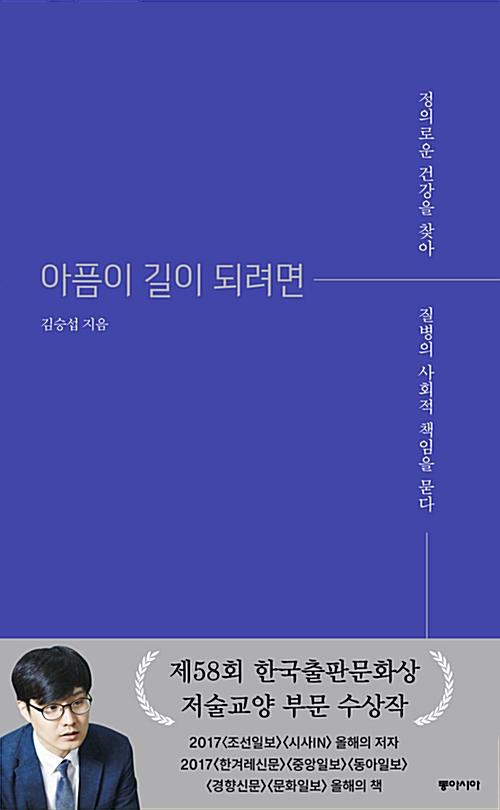 정의로운 건강을 찾아
질병의 사회적 책임을 묻다
아픔이 길이 되려면
김승섭 지음
제58회 한국출판문화상
저술교양 부문 수상작
2017〈조선일보〉〈시사IN〉 올해의 저자
2017〈한겨레신문〉〈중앙일보〉〈동아일보〉
〈경향신문〉〈문화일보〉 올해의 책
동아시아